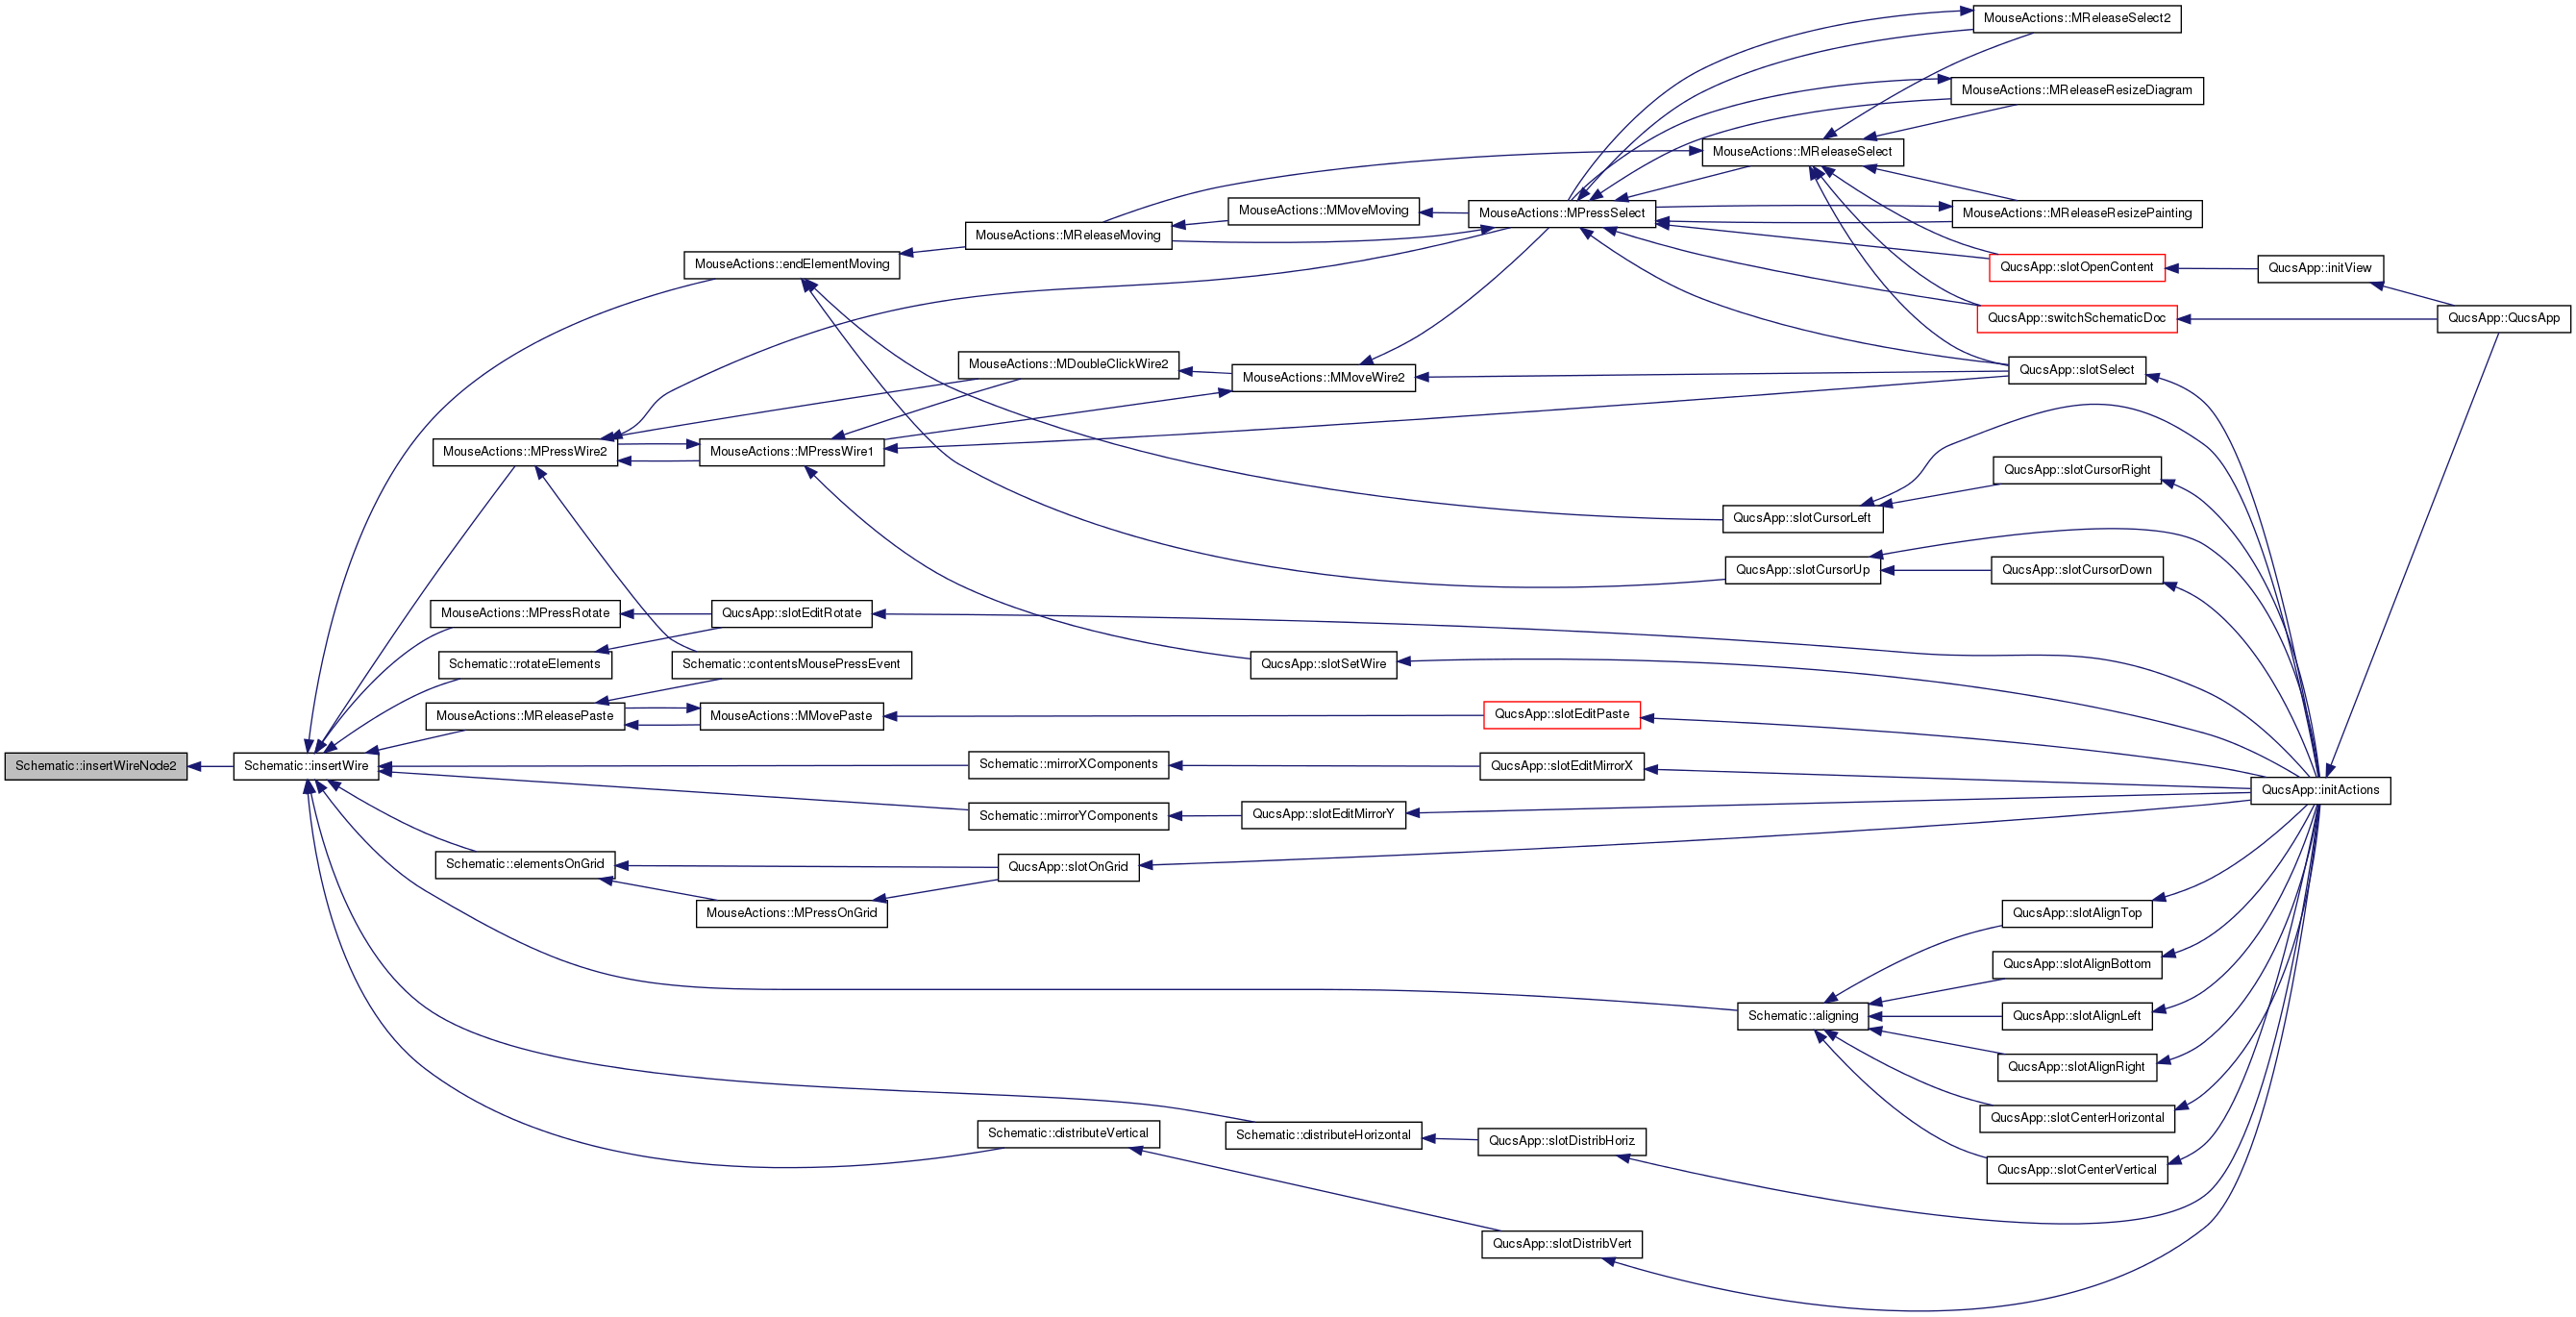 MouseActions::MReleaseSelect2
MouseActions::MReleaseResizeDiagram
MouseActions::MReleaseSelect
MouseActions::MMoveMoving
MouseActions::MPressSelect
MouseActions::MReleaseResizePainting
MouseActions::MReleaseMoving
MouseActions::endElementMoving
QucsApp::slotOpenContent
QucsApp::initView
QucsApp::switchSchematicDoc
QucsApp::QucsApp
MouseActions::MDoubleClickWire2
MouseActions::MMoveWire2
QucsApp::slotSelect
MouseActions::MPressWire2
MouseActions::MPressWire1
QucsApp::slotCursorRight
QucsApp::slotCursorLeft
QucsApp::slotCursorUp
QucsApp::slotCursorDown
MouseActions::MPressRotate
QucsApp::slotEditRotate
Schematic::rotateElements
Schematic::contentsMousePressEvent
QucsApp::slotSetWire
MouseActions::MReleasePaste
MouseActions::MMovePaste
QucsApp::slotEditPaste
Schematic::insertWireNode2
Schematic::insertWire
Schematic::mirrorXComponents
QucsApp::slotEditMirrorX
QucsApp::initActions
Schematic::mirrorYComponents
QucsApp::slotEditMirrorY
Schematic::elementsOnGrid
QucsApp::slotOnGrid
MouseActions::MPressOnGrid
QucsApp::slotAlignTop
QucsApp::slotAlignBottom
Schematic::aligning
QucsApp::slotAlignLeft
QucsApp::slotAlignRight
QucsApp::slotCenterHorizontal
Schematic::distributeVertical
Schematic::distributeHorizontal
QucsApp::slotDistribHoriz
QucsApp::slotCenterVertical
QucsApp::slotDistribVert